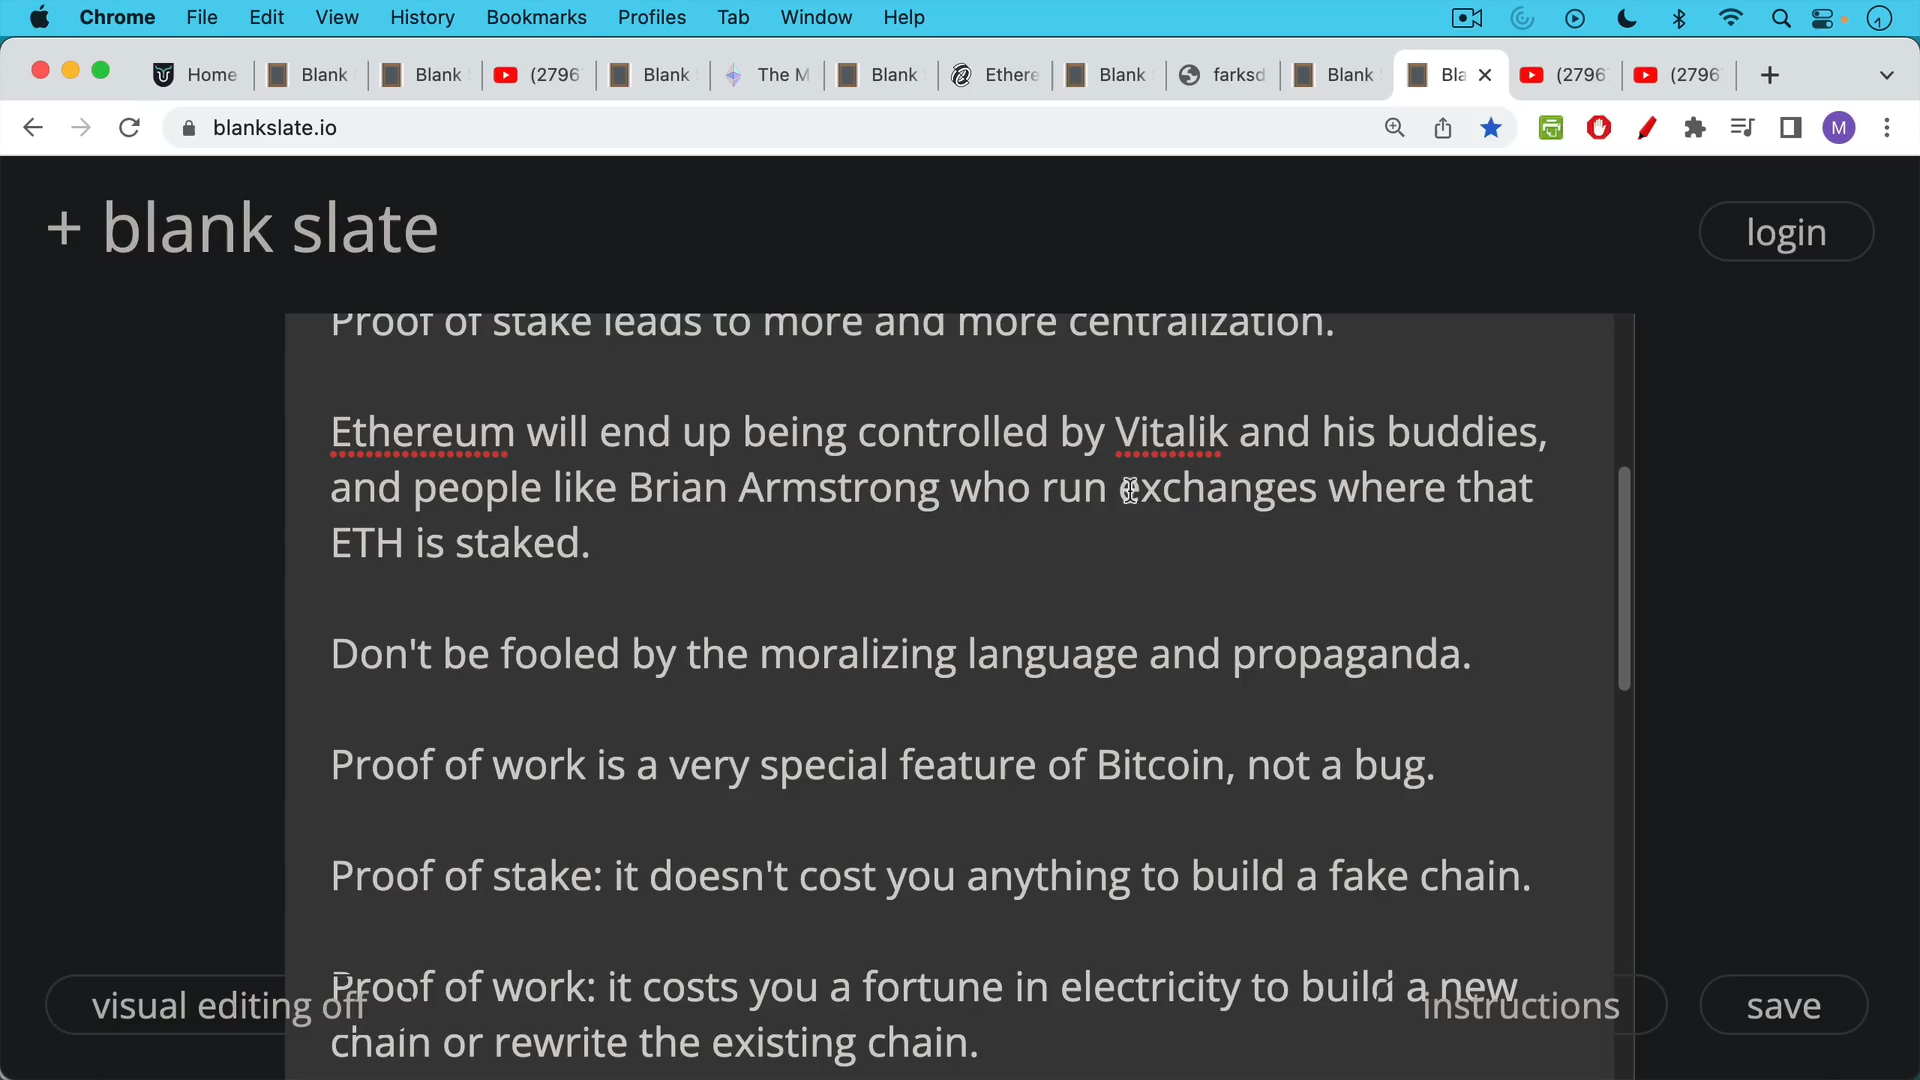 Chrome File Edit View History Bookmarks Profiles Tab Window Help
Home Blank Blank (2796 Blank The M Blank Ethere Blank farksd Blank Bla (2796 (2796
blankslate.io M
+ blank slate
login
Proof of stake leads to more and more centralization.
Ethereum will end up being controlled by Vitalik and his buddies,
and people like Brian Armstrong who run exchanges where that
ETH is staked.
Don't be fooled by the moralizing language and propaganda.
Proof of work is a very special feature of Bitcoin, not a bug.
Proof of stake: it doesn't cost you anything to build a fake chain.
Proof of work: it costs you a fortune in electricity to build a new
chain or rewrite the existing chain.
visual editing off
instructions
save